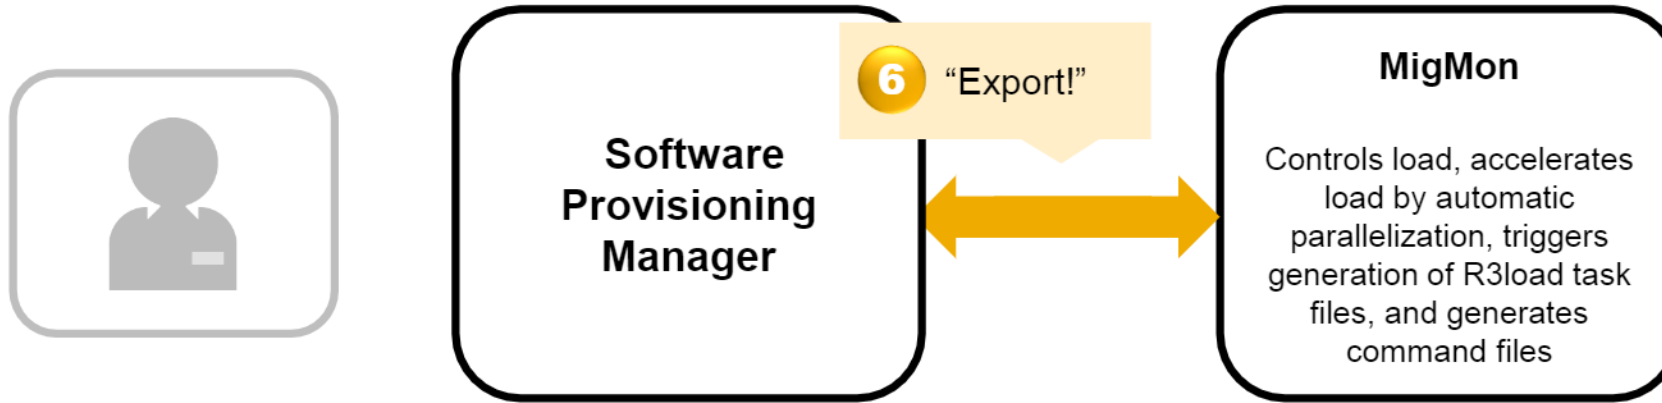 6 “Export!”
Software
Provisioning
Manager
MigMon
Controls load, accelerates
load by automatic
parallelization, triggers
generation of R3load task
files, and generates
command files